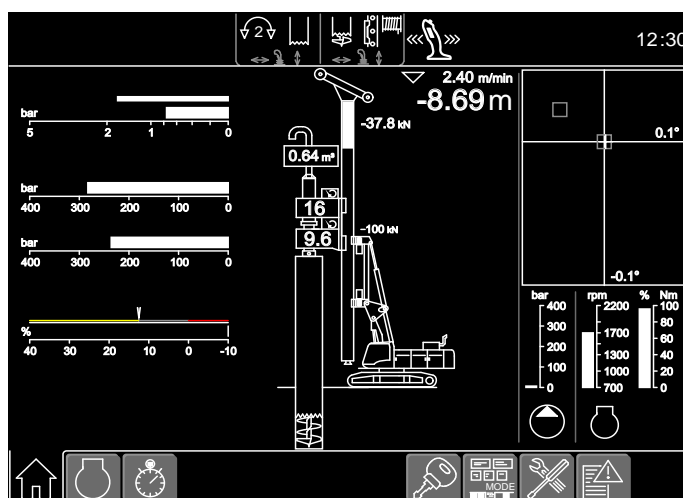 2
12:30
2.40 m/min
-8.69 m
bar
5 2 1 0
-37.8 kN
0.64 m³
0.1°
bar
400 300 200 100 0
16
-100 kN
9.6
bar
400 300 200 100 0
-0.1°
%
40 30 20 10 0 -10
bar
400
300
200
100
0
rpm
2200
1700
1300
1000
700
% Nm
100
80
60
40
20
0
MODE